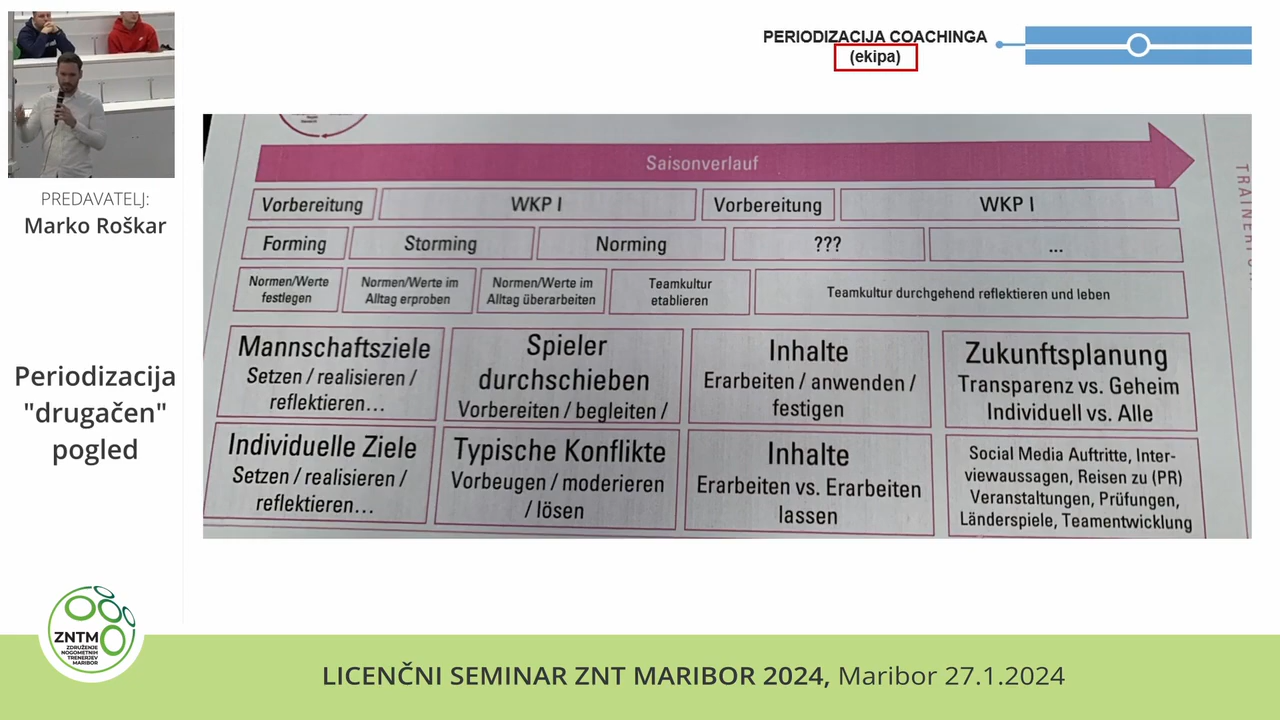 PERIODIZACIJA COACHINGA
(ekipa)
PREDAVATELJ:
Marko Roškar
Periodizacija
"drugačen"
pogled
Saisonverlauf
Vorbereitung
WKP I
Vorbereitung
WKP I
Forming
Storming
Norming
???
...
Normen/Werte
festlegen
Normen/Werte im
Alltag erproben
Normen/Werte im
Alltag überarbeiten
Teamkultur
etablieren
Teamkultur durchgehend reflektieren und leben
Mannschaftsziele
Setzen / realisieren /
reflektieren...
Spieler
durchschieben
Vorbereiten / begleiten /
Inhalte
Erarbeiten / anwenden /
festigen
Zukunftsplanung
Transparenz vs. Geheim
Individuell vs. Alle
Individuelle Ziele
Setzen / realisieren /
reflektieren...
Typische Konflikte
Vorbeugen / moderieren
/ lösen
Inhalte
Erarbeiten vs. Erarbeiten
lassen
Social Media Auftritte, Inter-
viewaussagen, Reisen zu (PR)
Veranstaltungen, Prüfungen,
Länderspiele, Teamentwicklung
ZNTM
ZDRUŽENJE
NOGOMETNIH
TRENERJEV
MARIBOR
LICENČNI SEMINAR ZNT MARIBOR 2024, Maribor 27.1.2024